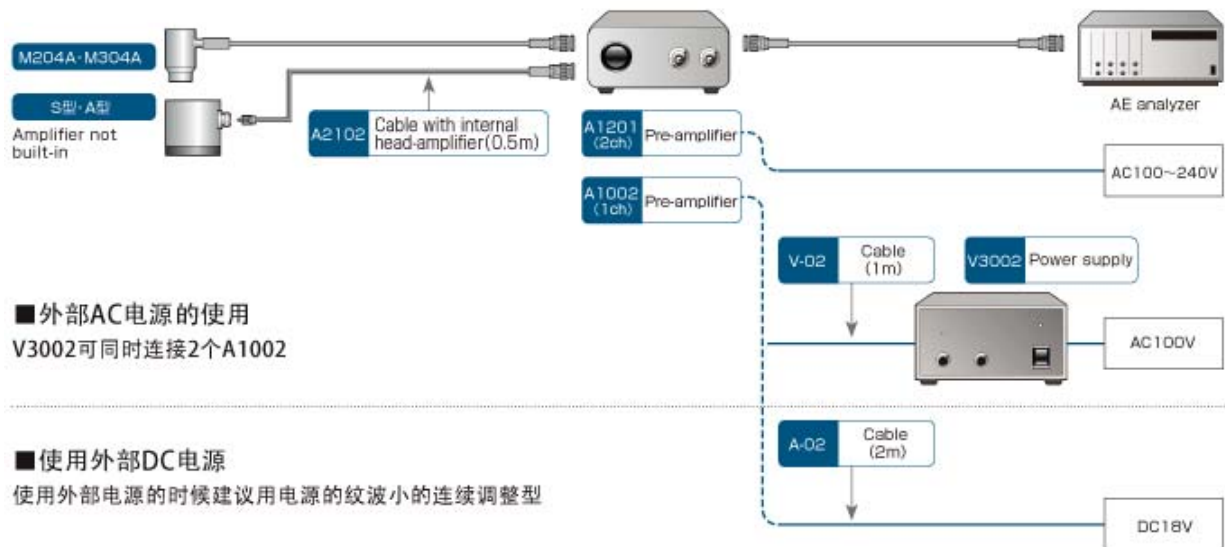 M204A·M304A
S型·A型
Amplifier not
built-in
A2102
Cable with internal
head-amplifier(0.5m)
A1201
(2ch)
Pre-amplifier
A1002
(1ch)
Pre-amplifier
AE analyzer
AC100～240V
V-02
Cable
(1m)
V3002
Power supply
AC100V
■外部AC电源的使用
V3002可同时连接2个A1002
A-02
Cable
(2m)
DC18V
■使用外部DC电源
使用外部电源的时候建议用电源的纹波小的连续调整型